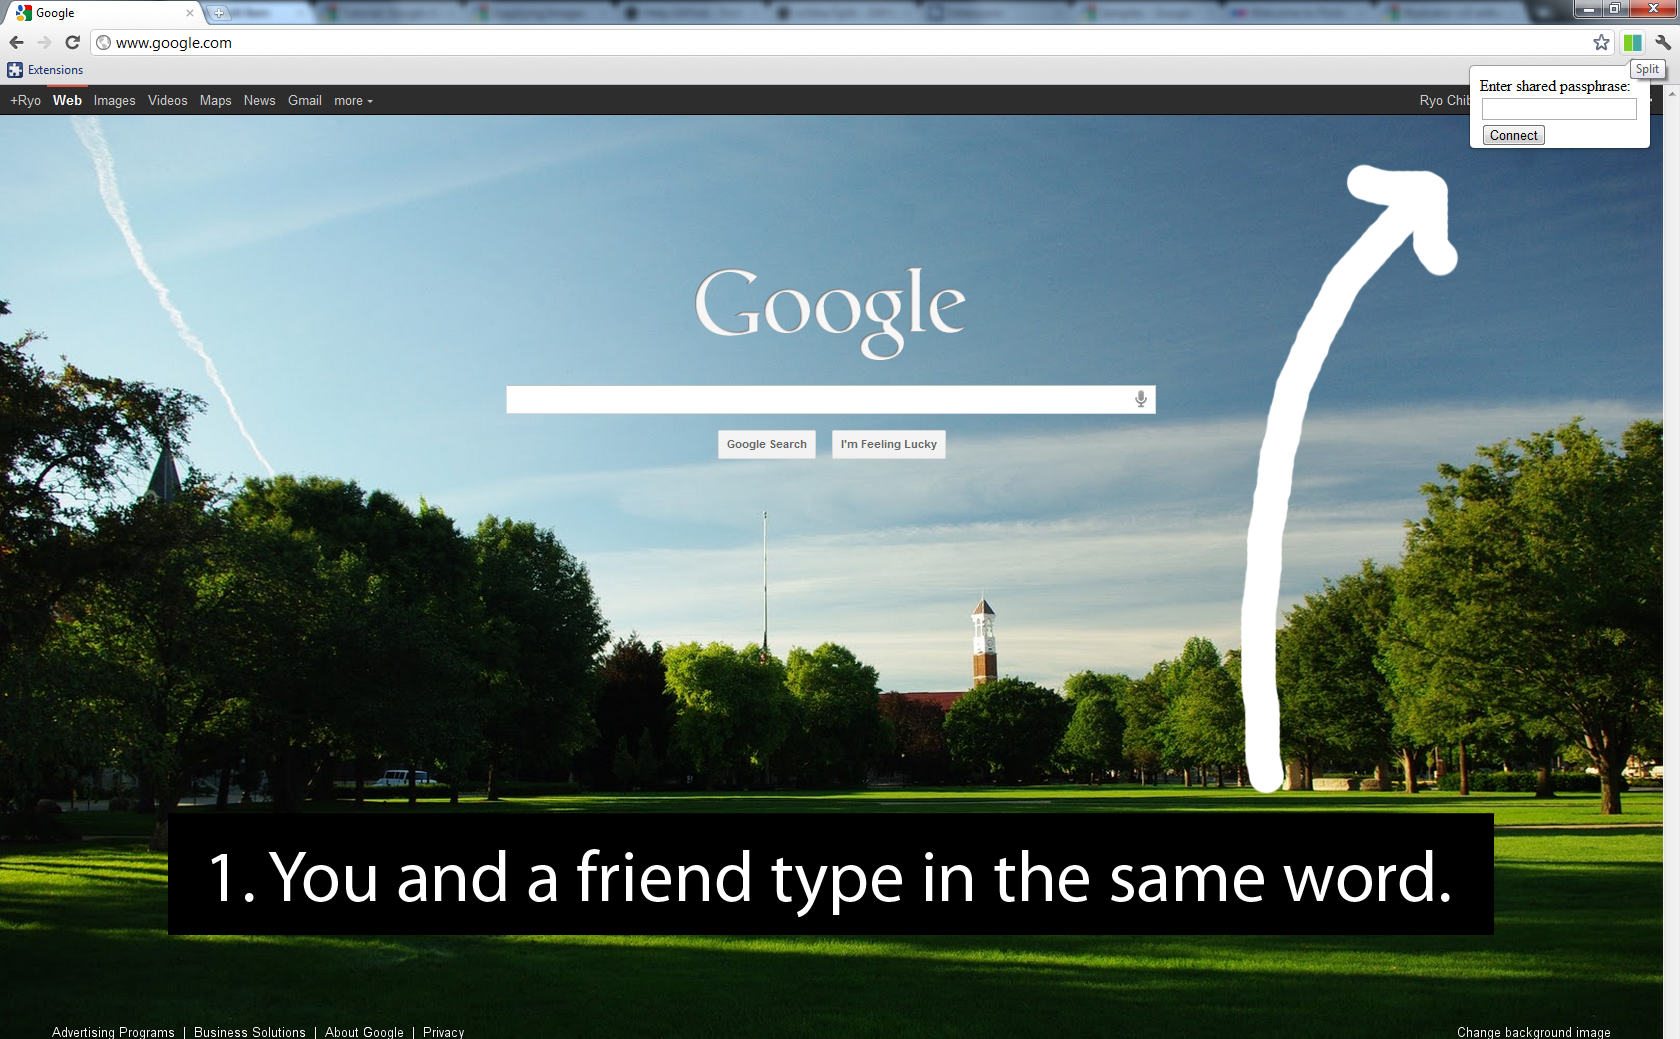 Google
www.google.com
Extensions
Split
Enter shared passphrase:
Connect
+Ryo Web Images Videos Maps News Gmail more
Ryo Chib
Google
Google Search I'm Feeling Lucky
1. You and a friend type in the same word.
Advertising Programs | Business Solutions | About Google | Privacy
Change background image